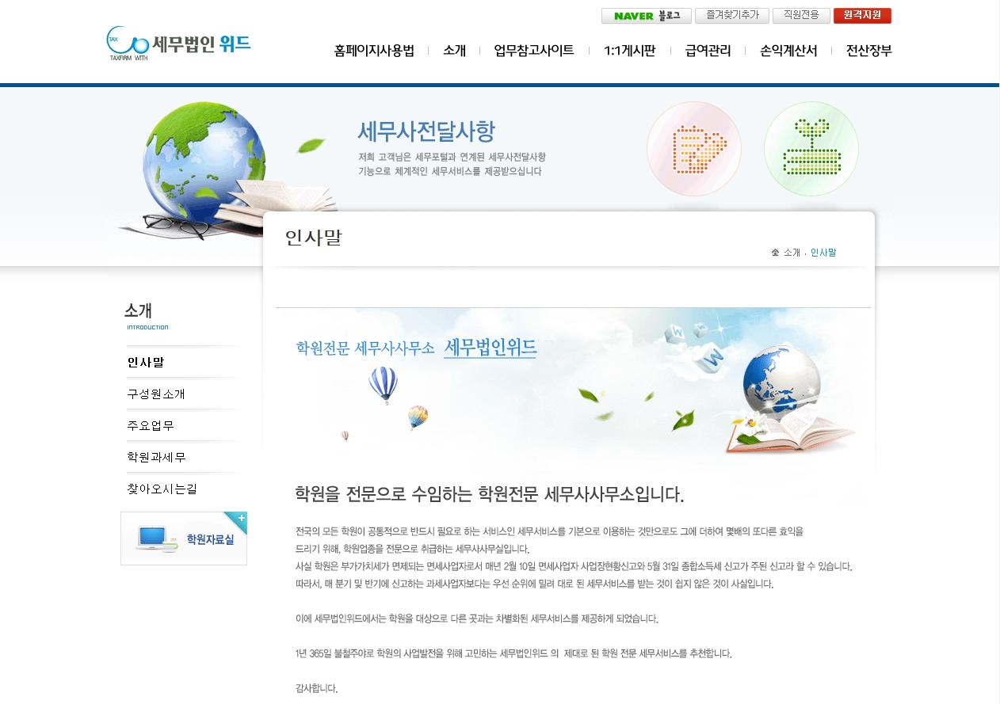 NAVER 블로그
즐겨찾기추가
직원전용
원격지원
TAX
세무법인 위드
TAXFIRM WITH
홈페이지사용법
소개
업무참고사이트
1:1게시판
급여관리
손익계산서
전산장부
세무사전달사항
저희 고객님은 세무포털과 연계된 세무사전달사항
기능으로 체계적인 세무서비스를 제공받으십니다
인사말
소개 . 인사말
소개
INTRODUCTION
인사말
구성원소개
주요업무
학원과세무
찾아오시는길
학원자료실
학원전문 세무사사무소 세무법인위드
W
W
W
학원을 전문으로 수임하는 학원전문 세무사사무소입니다.
전국의 모든 학원이 공통적으로 반드시 필요로 하는 서비스인 세무서비스를 기본으로 이용하는 것만으로도 그에 더하여 몇배의 또다른 효익을
드리기 위해, 학원업종을 전문으로 취급하는 세무사사무실입니다.
사실 학원은 부가가치세가 면제되는 면세사업자로서 매년 2월 10일 면세사업자 사업장현황신고와 5월 31일 종합소득세 신고가 주된 신고라 할 수 있습니다.
따라서, 매 분기 및 반기에 신고하는 과세사업자보다는 우선 순위에 밀려 대로 된 세무서비스를 받는 것이 쉽지 않은 것이 사실입니다.
이에 세무법인위드에서는 학원을 대상으로 다른 곳과는 차별화된 세무서비스를 제공하게 되었습니다.
1년 365일 불철주야로 학원의 사업발전을 위해 고민하는 세무법인위드 의 제대로 된 학원 전문 세무서비스를 추천합니다.
감사합니다.